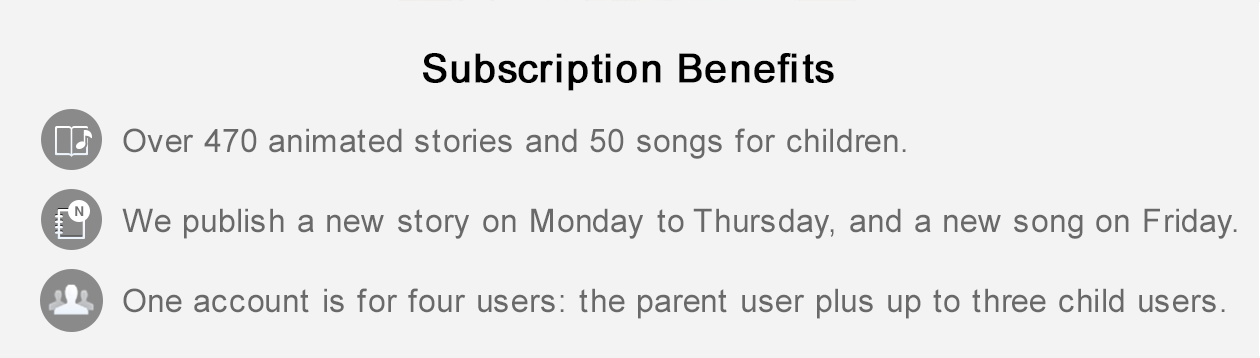 Subscription Benefits
Over 470 animated stories and 50 songs for children.
N
We publish a new story on Monday to Thursday, and a new song on Friday.
One account is for four users: the parent user plus up to three child users.